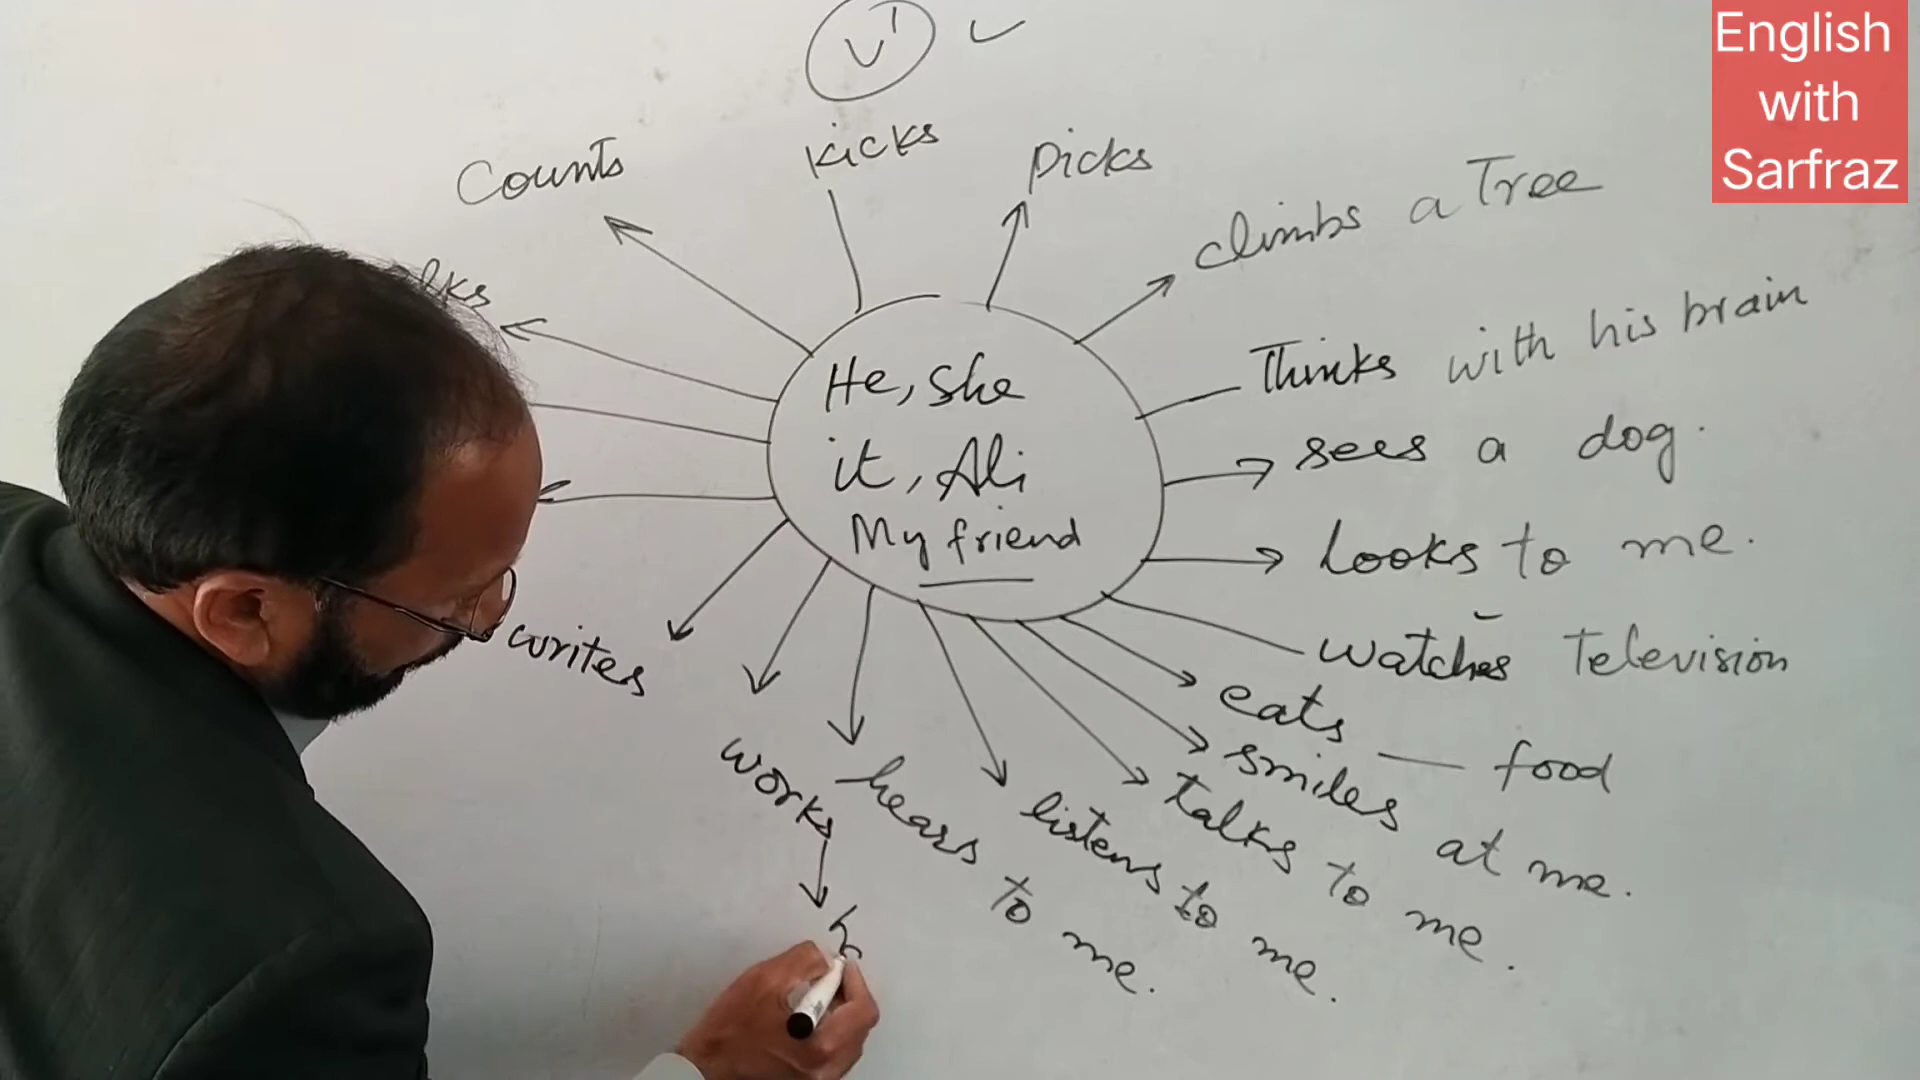 English
with
Sarfraz
V¹
Counts
kicks
Picks
climbs a Tree
He, She
it, Ali
My friend
Thinks with his brain
sees a dog.
Looks to me.
watches Television
eats — food
smiles at me.
talks to me.
listens to me.
hears to me.
works
writes